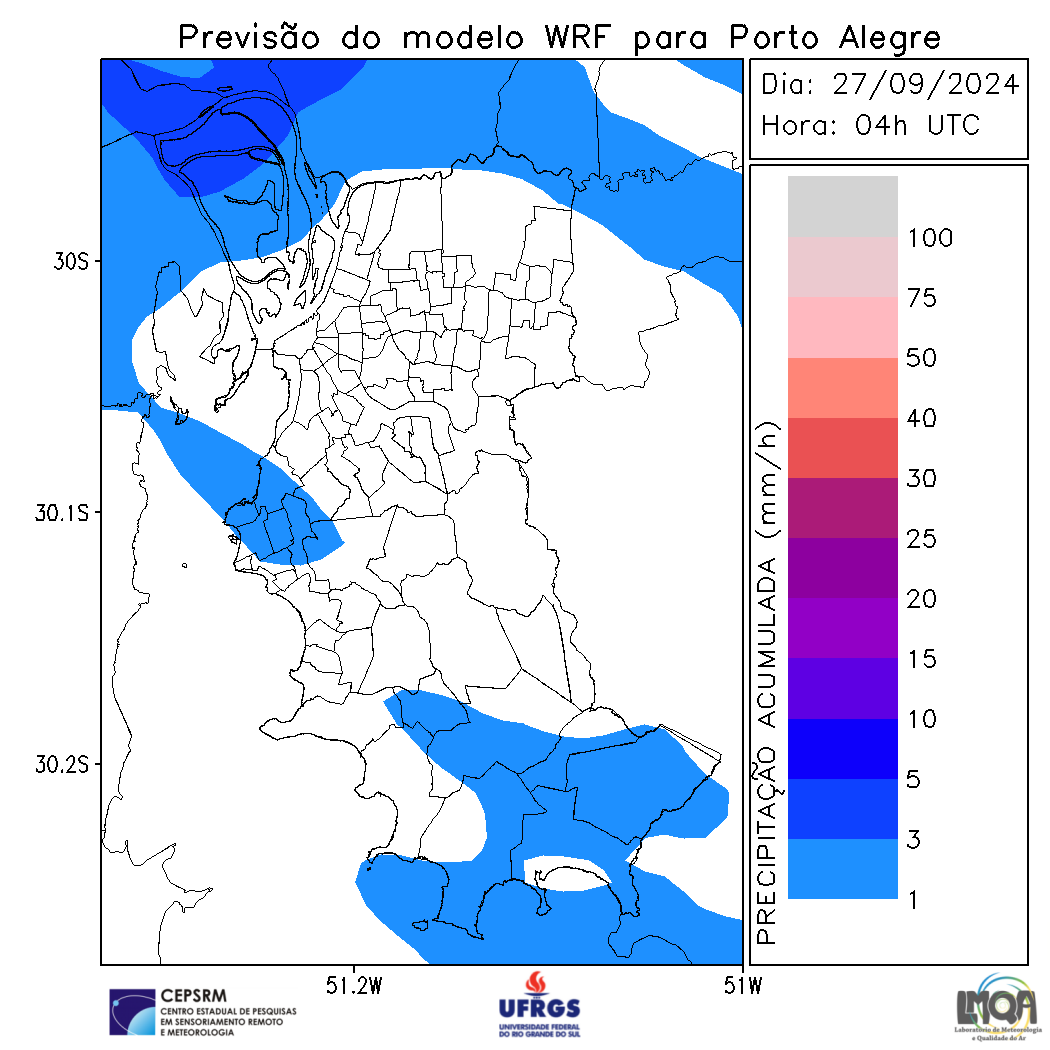 Previsão do modelo WRF para Porto Alegre
Dia: 27/09/2024
Hora: 04h UTC
30S
30.1S
30.2S
51.2W
51W
PRECIPITAÇÃO ACUMULADA (mm/h)
100
75
50
40
30
25
20
15
10
5
3
1
CEPSRM
CENTRO ESTADUAL DE PESQUISAS
EM SENSORIAMENTO REMOTO
E METEOROLOGIA
UFRGS
UNIVERSIDADE FEDERAL
DO RIO GRANDE DO SUL
LMQA
Laboratório de Meteorologia
e Qualidade do Ar